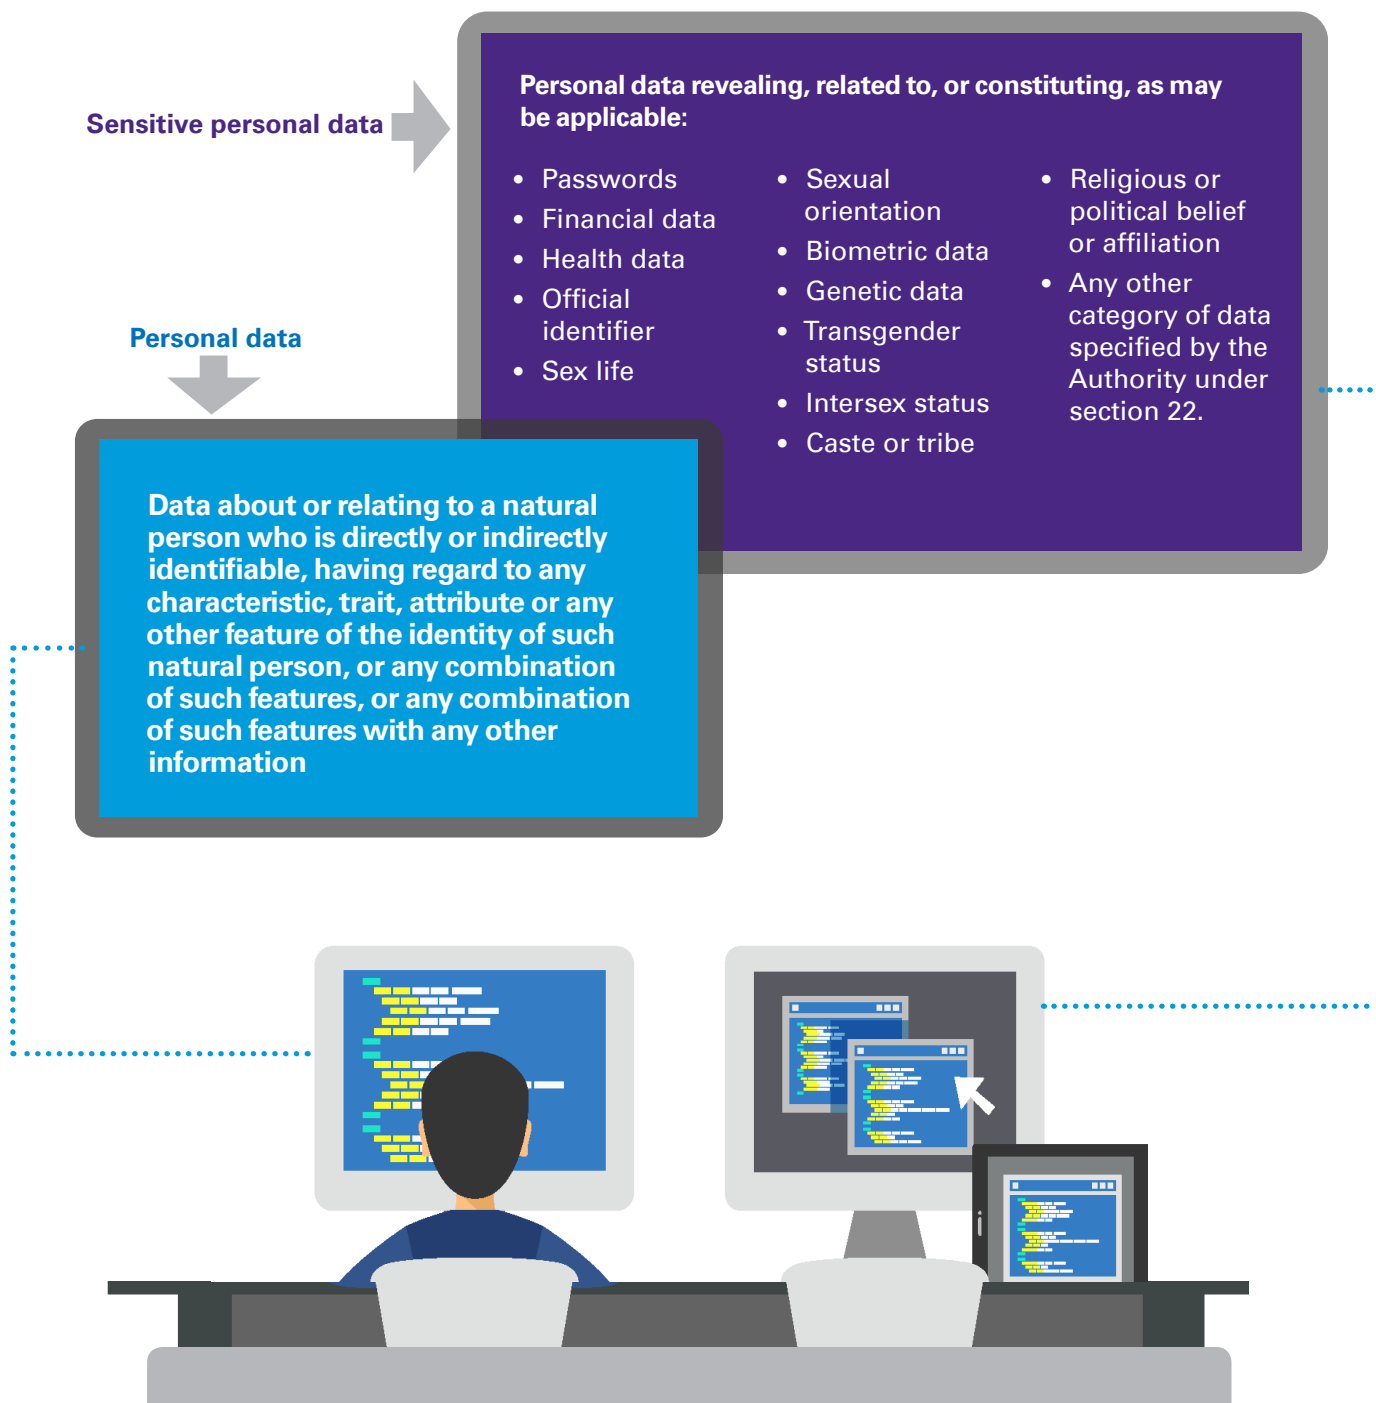 Sensitive personal data
Personal data revealing, related to, or constituting, as may
be applicable:
• Passwords
• Financial data
• Health data
• Official
identifier
• Sex life
• Sexual
orientation
• Biometric data
• Genetic data
• Transgender
status
• Intersex status
• Caste or tribe
• Religious or
political belief
or affiliation
• Any other
category of data
specified by the
Authority under
section 22.
Personal data
Data about or relating to a natural
person who is directly or indirectly
identifiable, having regard to any
characteristic, trait, attribute or any
other feature of the identity of such
natural person, or any combination
of such features, or any combination
of such features with any other
information